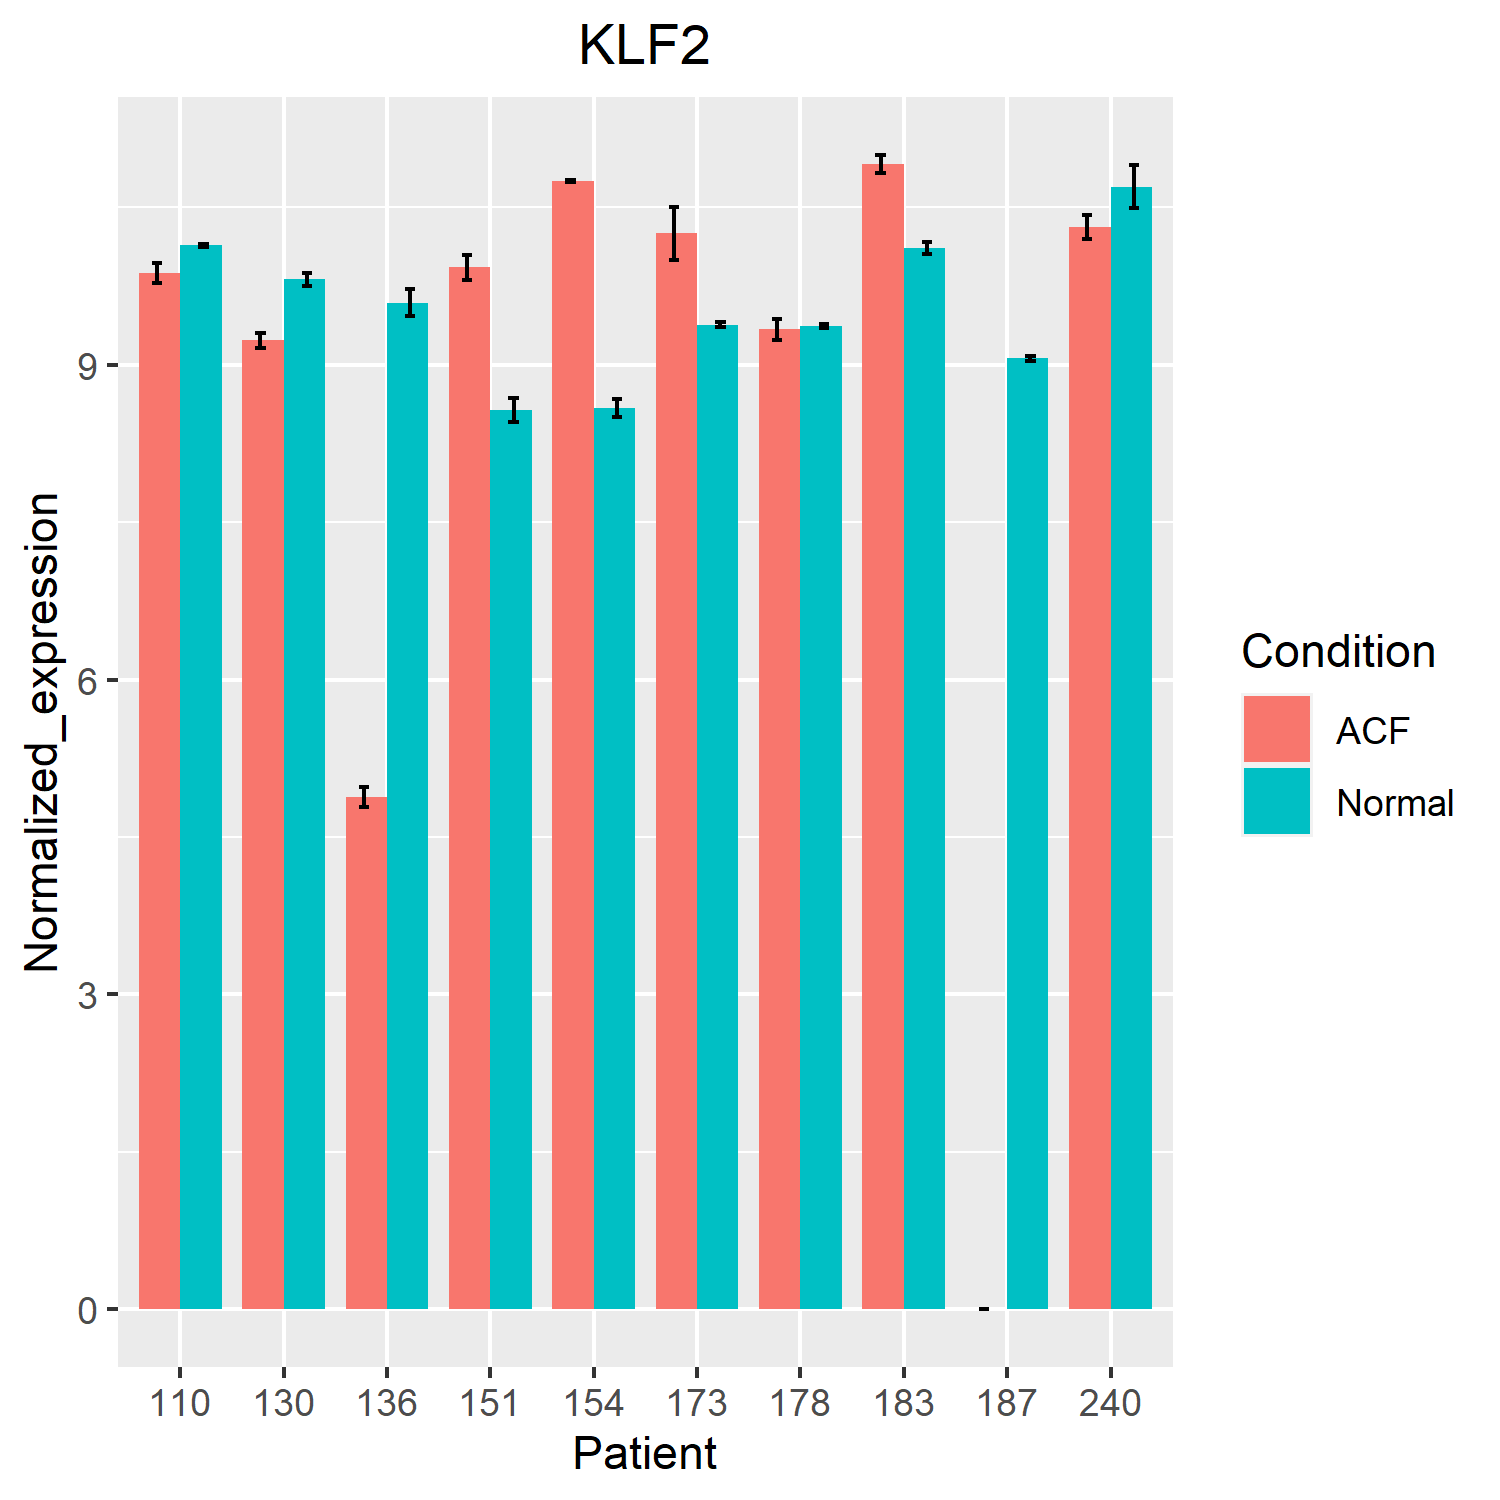 KLF2
Normalized_expression
9
6
3
0
110 130 136 151 154 173 178 183 187 240
Patient
Condition
ACF
Normal